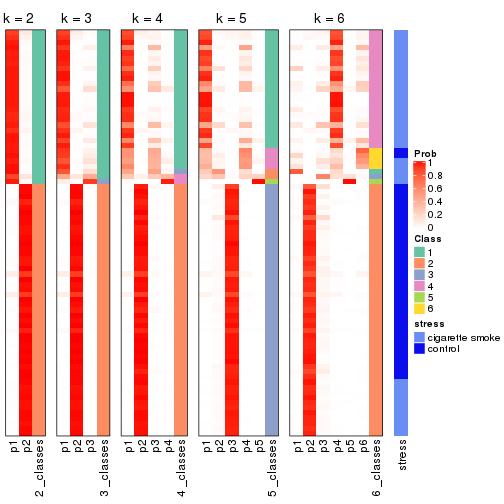 k = 2
k = 3
k = 4
k = 5
k = 6
Prob
1
0.8
0.6
0.4
0.2
0
Class
1
2
3
4
5
6
stress
cigarette smoke
control
p1
p2
2_classes
p1
p2
p3
3_classes
p1
p2
p3
p4
4_classes
p1
p2
p3
p4
p5
5_classes
p1
p2
p3
p4
p5
p6
6_classes
stress